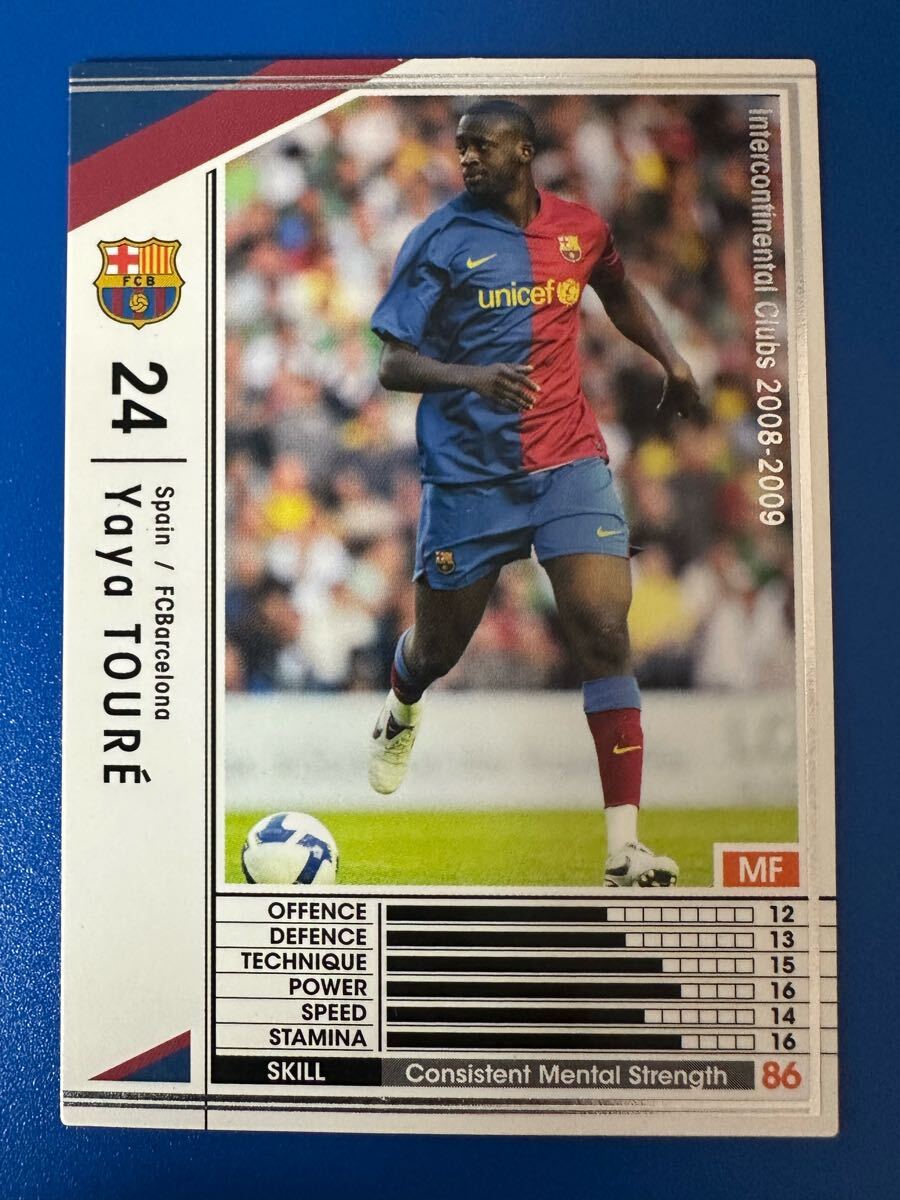 Intercontinental Clubs 2008-2009
FCB
unicef
24
Spain / FCBarcelona
Yaya TOURÉ
MF
OFFENCE 12
DEFENCE 13
TECHNIQUE 15
POWER 16
SPEED 14
STAMINA 16
SKILL Consistent Mental Strength 86